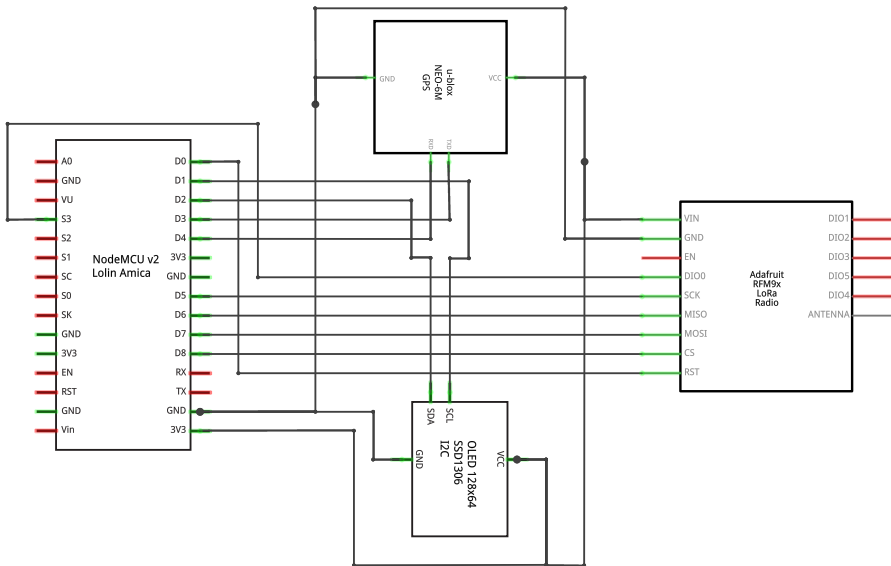 u-blox
NEO-6M
GPS
GND
VCC
RXD
TXD
NodeMCU v2
Lolin Amica
A0
GND
VU
S3
S2
S1
SC
S0
SK
GND
3V3
EN
RST
GND
Vin
D0
D1
D2
D3
D4
3V3
GND
D5
D6
D7
D8
RX
TX
GND
3V3
Adafruit
RFM9x
LoRa
Radio
VIN
GND
EN
DIO0
SCK
MISO
MOSI
CS
RST
DIO1
DIO2
DIO3
DIO5
DIO4
ANTENNA
SDA
SCL
GND
VCC
OLED 128x64
SSD1306
I2C